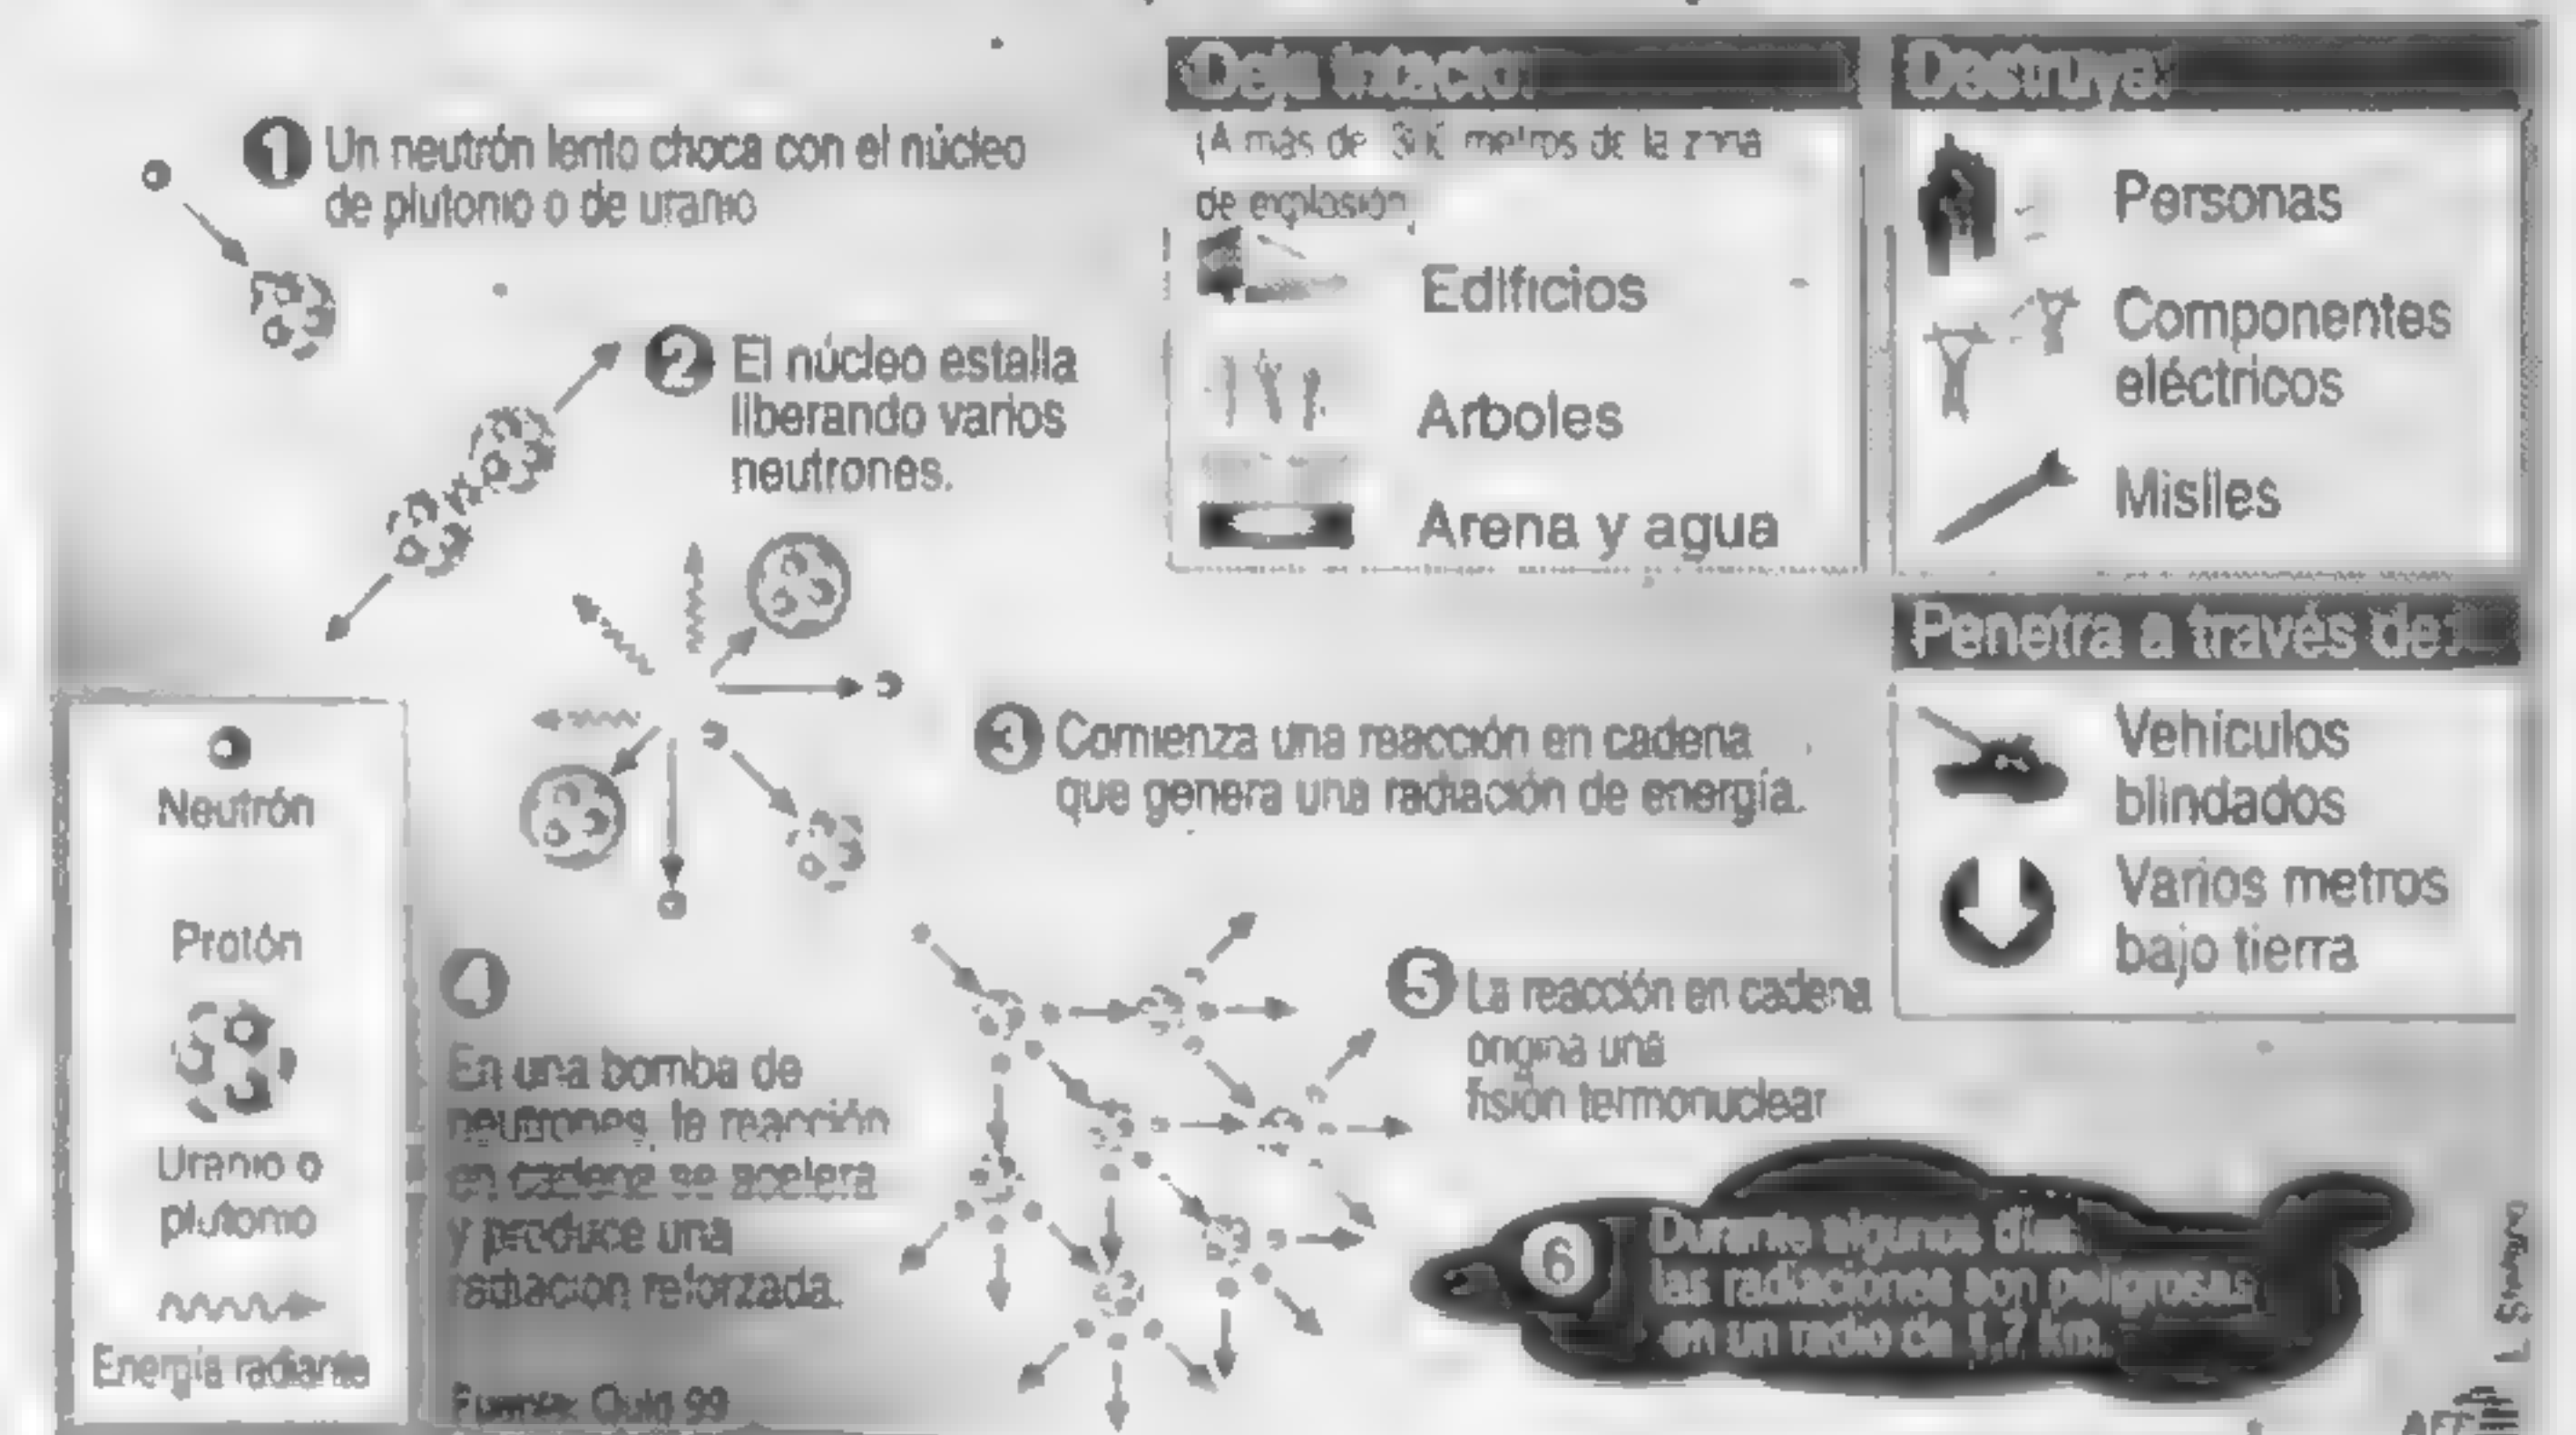 1 Un neutrón lento choca con el núcleo
de plutonio o de uranio
2 El núcleo estalla
liberando varios
neutrones.
3 Comienza una reacción en cadena
que genera una radiación de energía.
Neutrón
Protón
Uranio o
plutonio
Energía radiante
4
En una bomba de
neutrones, la reacción
en cadena se acelera
y produce una
radiación reforzada.
Fuente: Quid 99
5 La reacción en cadena
origina una
fisión termonuclear
6 Durante algunos días,
las radiaciones son peligrosas
en un radio de 1,7 km.
Deja intacto:
(A más de metros de la zona
de explosión)
Edificios
Arboles
Arena y agua
Destruye:
Personas
Componentes
eléctricos
Misiles
Penetra a través de:
Vehículos
blindados
Varios metros
bajo tierra